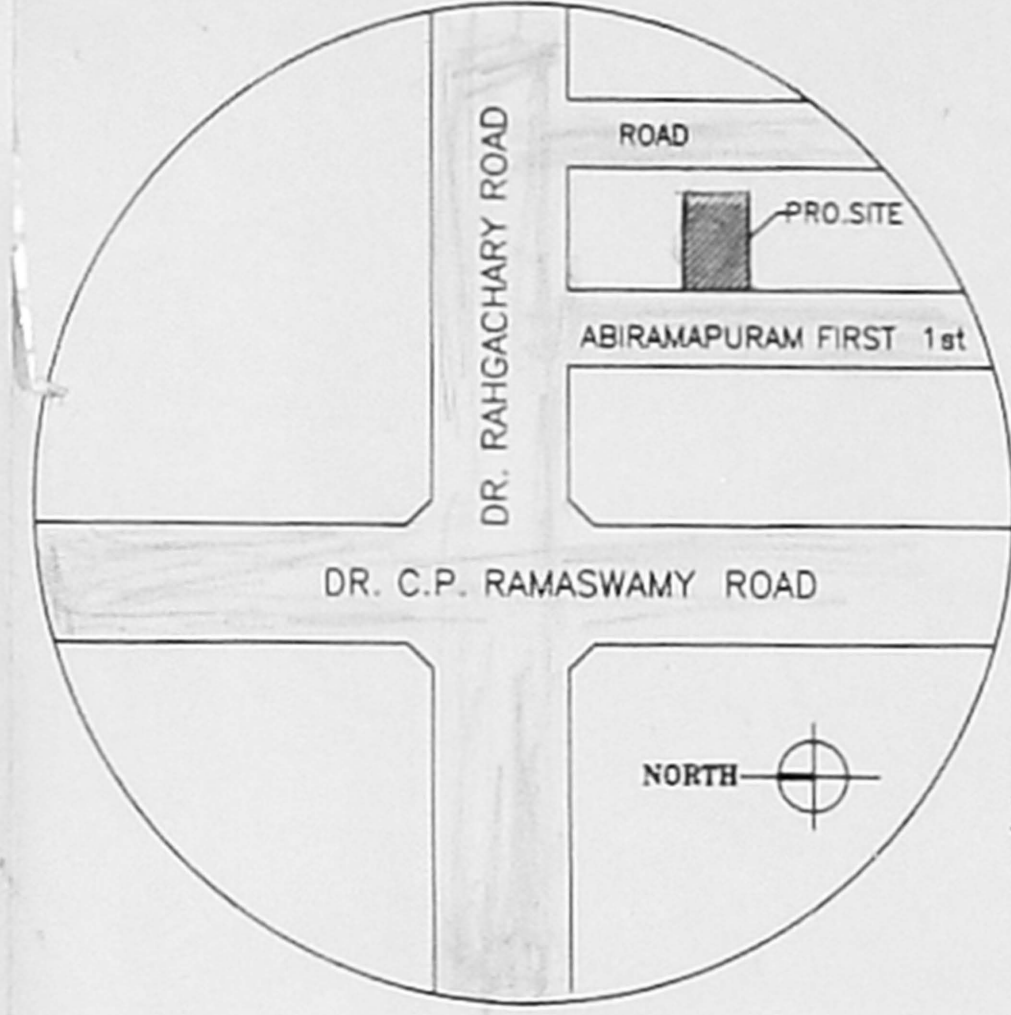 ROAD
DR. RAHGACHARY ROAD
PRO.SITE
ABIRAMAPURAM FIRST 1st
DR. C.P. RAMASWAMY ROAD
NORTH